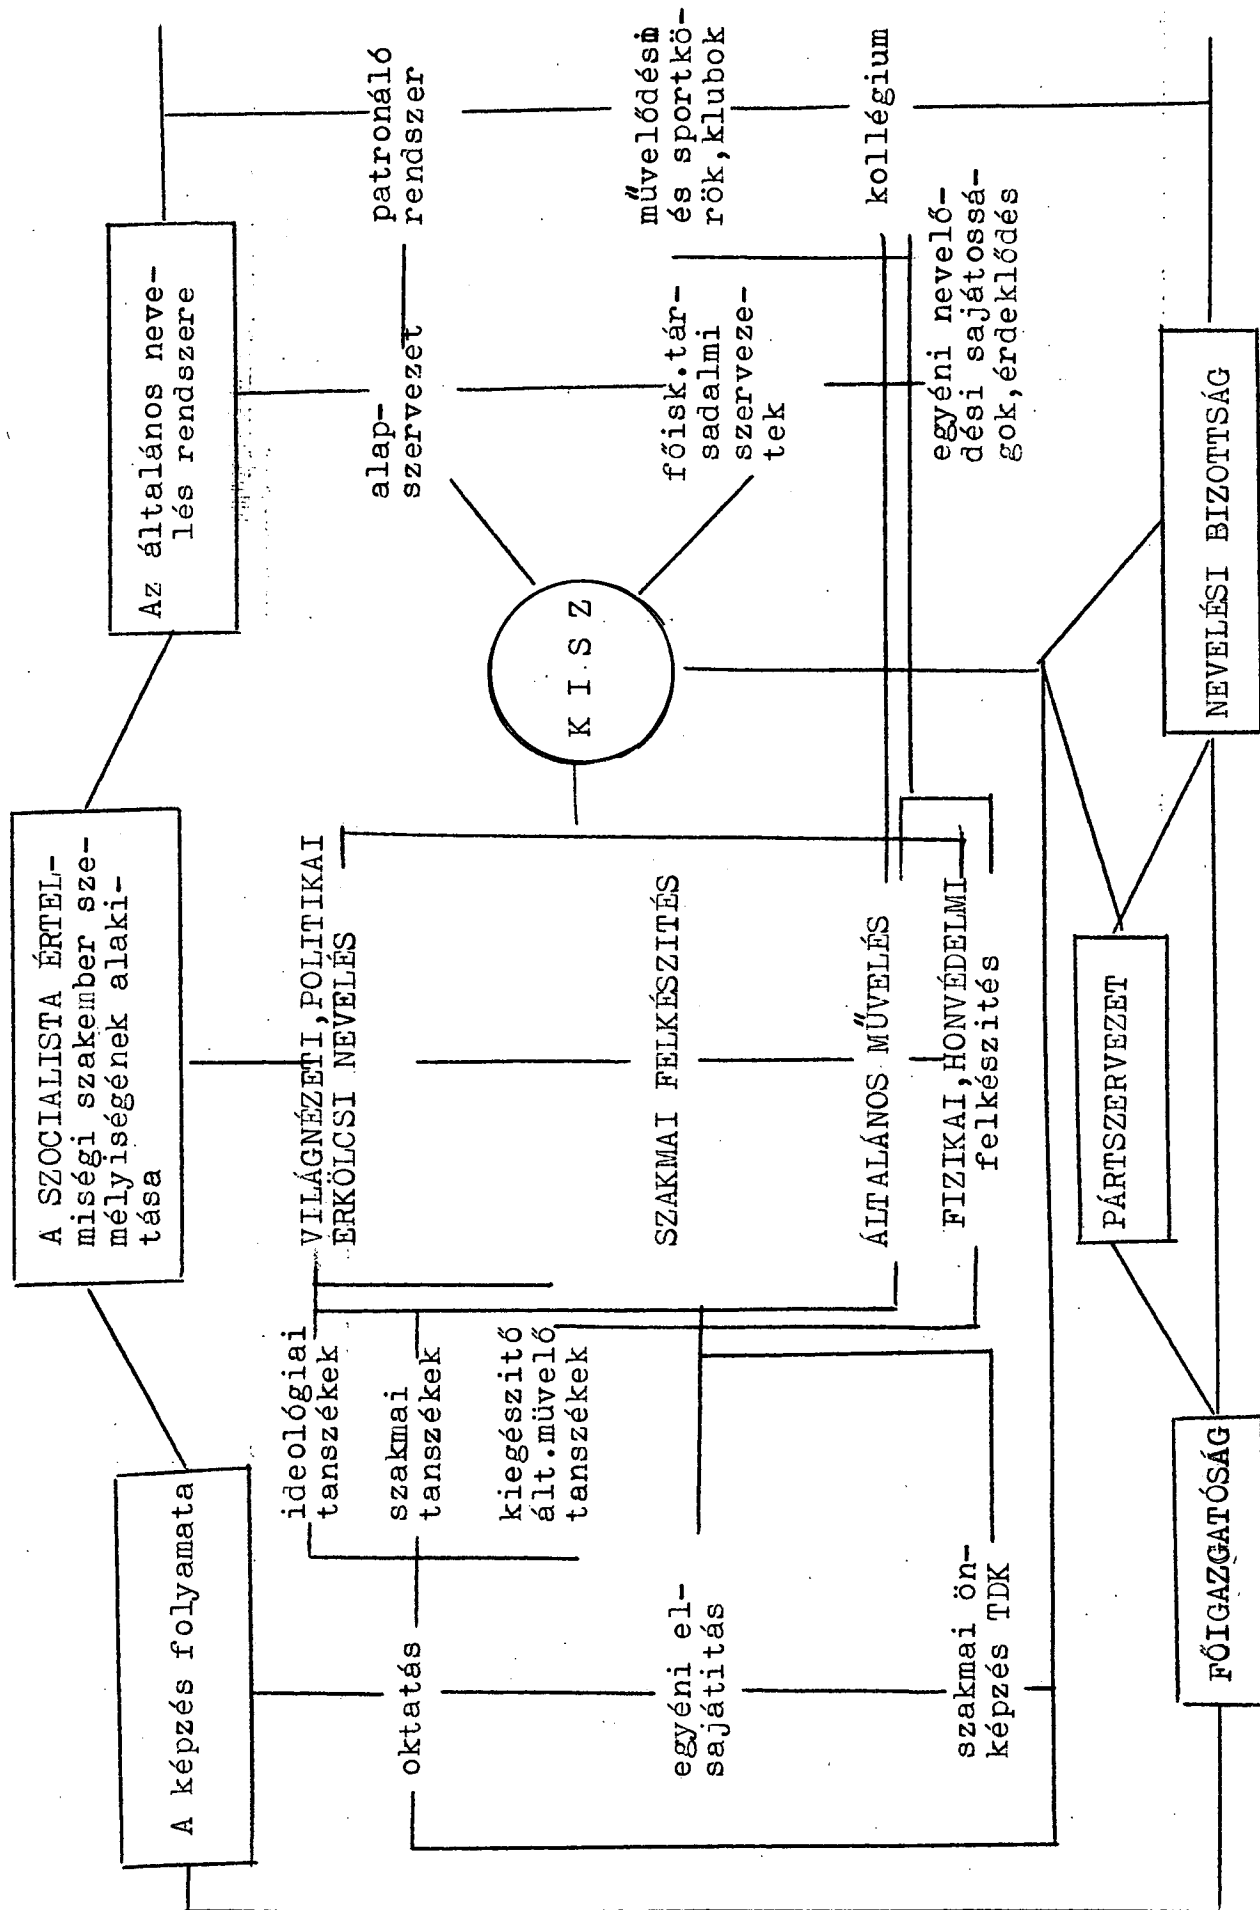 A SZOCIALISTA ÉRTEL-
miségi szakember sze-
mélyiségének alaki-
tása
A képzés folyamata
Az általános neve-
lés rendszere
ideológiai
tanszékek
szakmai
tanszékek
kiegészitő
ált.müvelő
tanszékek
oktatás
egyéni el-
sajátitás
szakmai ön-
képzés TDK
VILÁGNÉZETI,POLITIKAI
ERKÖLCSI NEVELÉS
SZAKMAI FELKÉSZITÉS
ÁLTALÁNOS MŰVELÉS
FIZIKAI,HONVÉDELMI
felkészités
K I S Z
alap-
szervezet
főisk.tár-
sadalmi
szerveze-
tek
egyéni nevelő-
dési sajátossá-
gok,érdeklődés
patronáló
rendszer
művelődési
és sportkö-
rök,klubok
kollégium
PÁRTSZERVEZET
FŐIGAZGATÓSÁG
NEVELÉSI BIZOTTSÁG